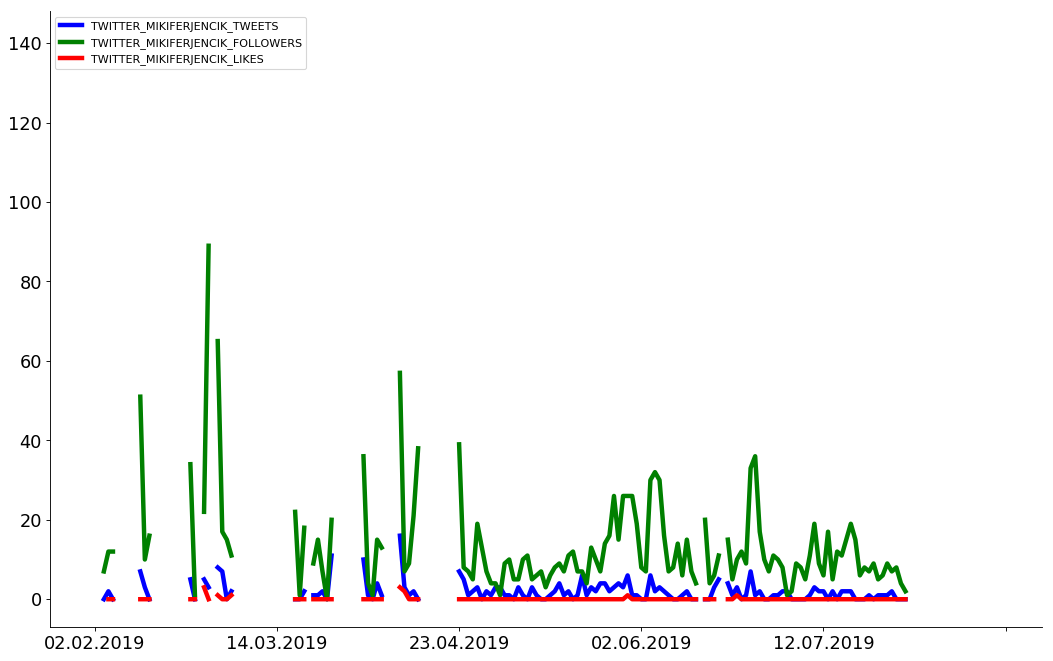 TWITTER_MIKIFERJENCIK_TWEETS
TWITTER_MIKIFERJENCIK_FOLLOWERS
TWITTER_MIKIFERJENCIK_LIKES
140
120
100
80
60
40
20
0
02.02.2019 14.03.2019 23.04.2019 02.06.2019 12.07.2019